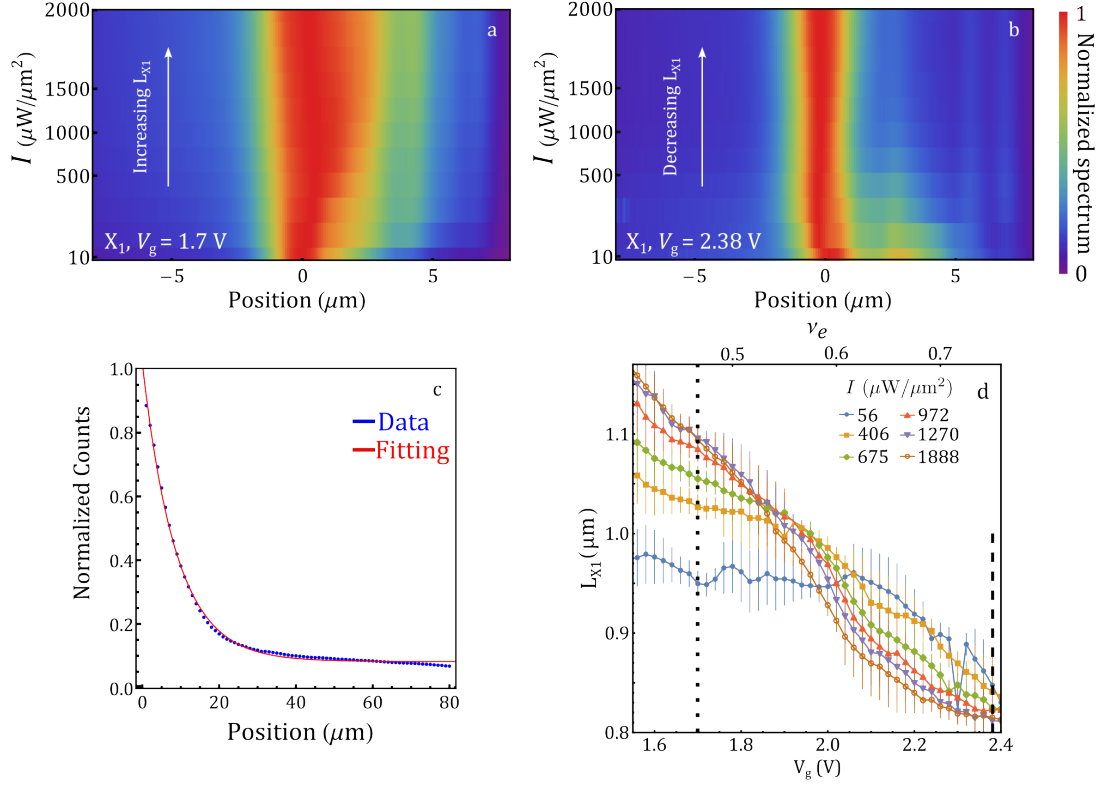 a
2000
1500
1000
500
10
I (μW/μm²)
Increasing L_X1
X₁, V_g = 1.7 V
−5
0
5
Position (μm)
b
2000
1500
1000
500
10
I (μW/μm²)
Decreasing L_X1
X₁, V_g = 2.38 V
−5
0
5
Position (μm)
1
Normalized spectrum
0
c
1.0
0.8
0.6
0.4
0.2
0.0
Normalized Counts
Data
Fitting
0
20
40
60
80
Position (μm)
ν_e
0.5
0.6
0.7
d
I (μW/μm²)
56
972
406
1270
675
1888
1.1
1.0
0.9
0.8
L_X1 (μm)
1.6
1.8
2.0
2.2
2.4
V_g (V)